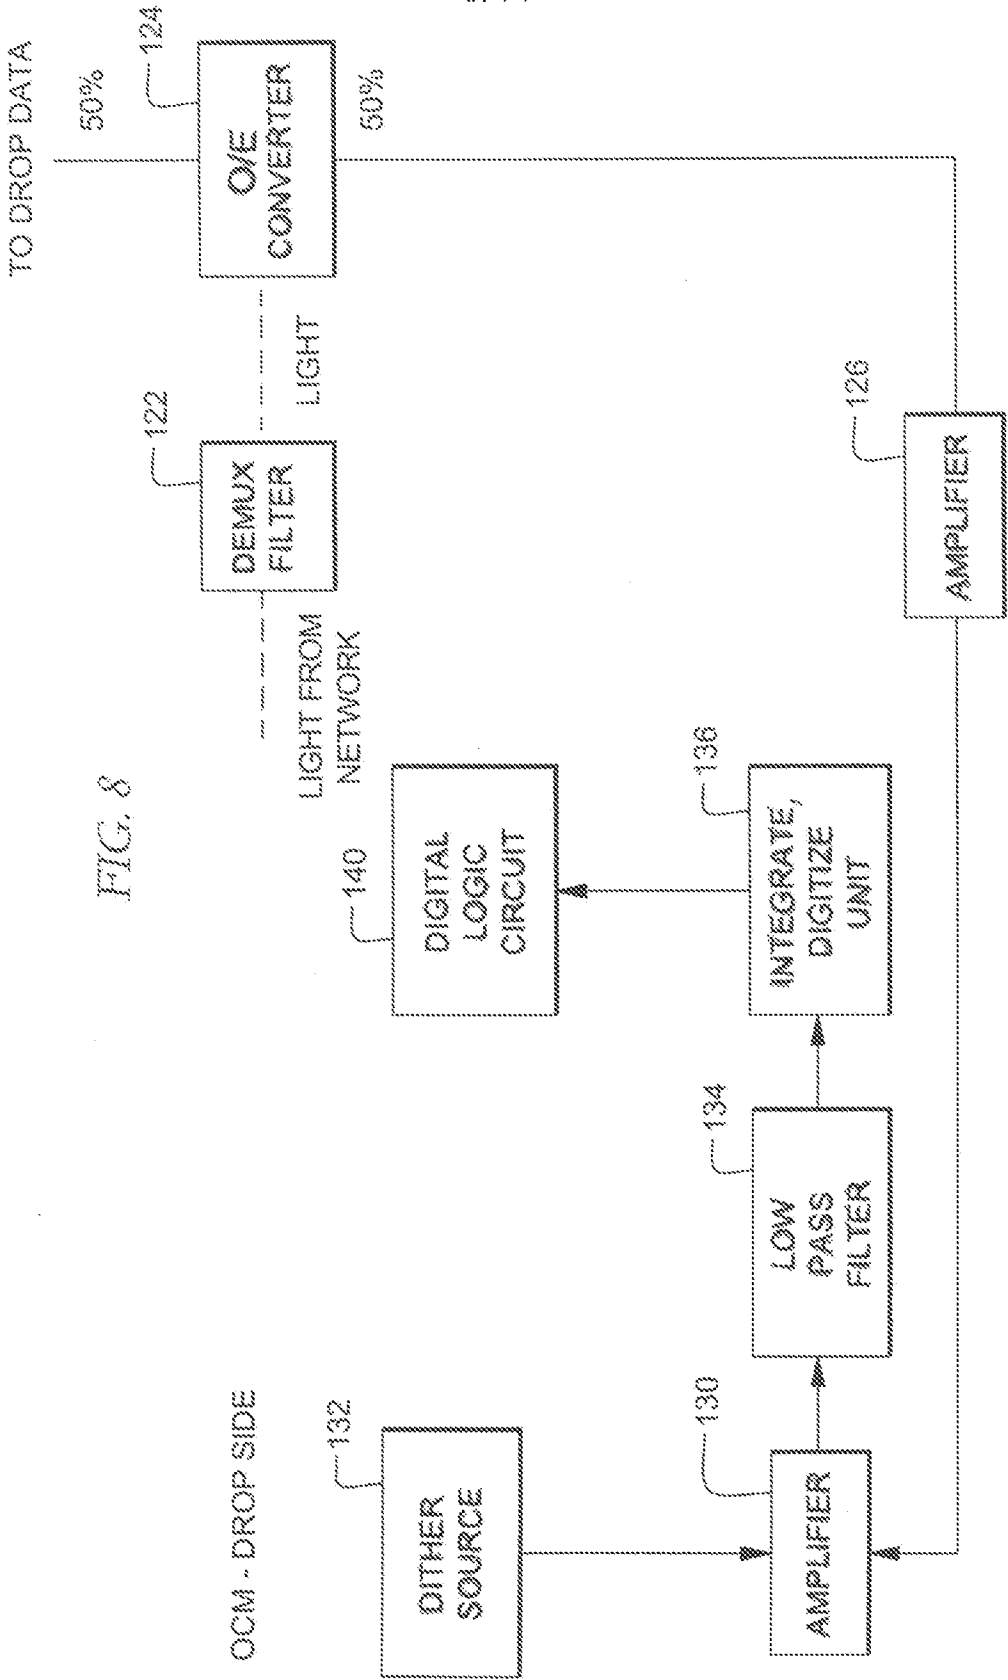 TO DROP DATA
FIG. 8
50%
124
122
OCM - DROP SIDE
DEMUX
FILTER
O/E
CONVERTER
LIGHT FROM
NETWORK
LIGHT
50%
132
140
DITHER
SOURCE
DIGITAL
LOGIC
CIRCUIT
130
134
136
126
AMPLIFIER
LOW
PASS
FILTER
INTEGRATE,
DIGITIZE
UNIT
AMPLIFIER